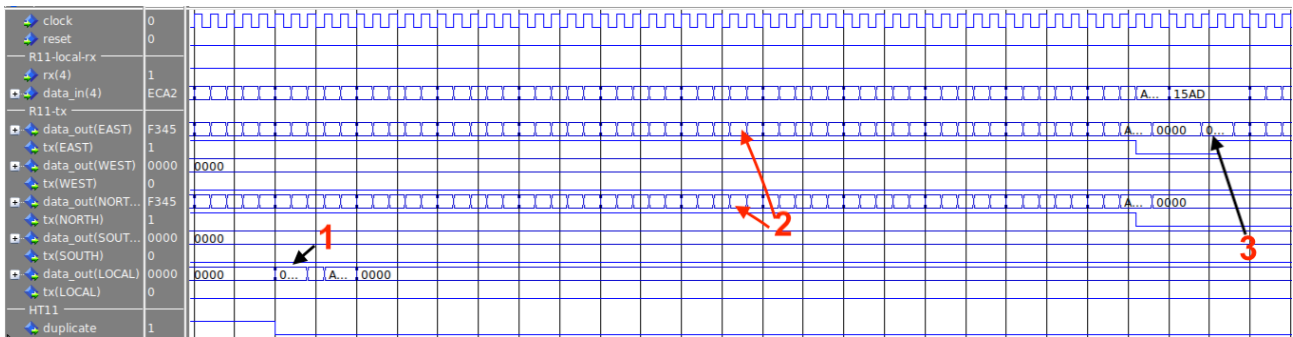 clock 0
reset 0
R11-local-rx
rx(4) 1
data_in(4) ECA2 A... 15AD
R11-tx
data_out(EAST) F345 A... 0000 0...
tx(EAST) 1
data_out(WEST) 0000 0000
tx(WEST) 0
data_out(NORT... F345 A... 0000
tx(NORTH) 1 2
data_out(SOUT... 0000 0000 1
tx(SOUTH) 0 3
data_out(LOCAL) 0000 0000 0... A... 0000
tx(LOCAL) 0
HT11
duplicate 1